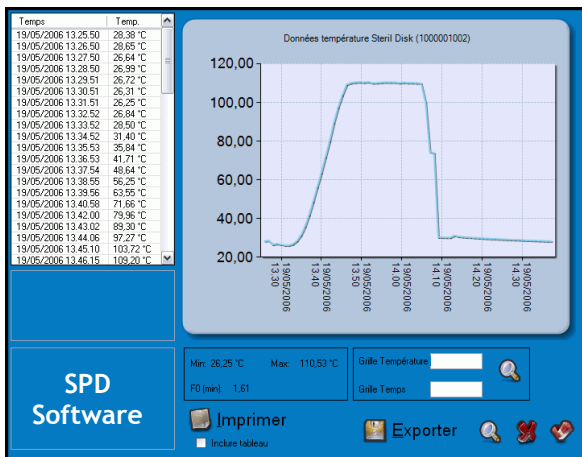 Temps Temp.
19/05/2006 13.25.50 28,38 °C
19/05/2006 13.26.50 28,65 °C
19/05/2006 13.27.50 26,64 °C
19/05/2006 13.28.50 26,99 °C
19/05/2006 13.29.51 26,72 °C
19/05/2006 13.30.51 26,31 °C
19/05/2006 13.31.51 26,25 °C
19/05/2006 13.32.52 26,84 °C
19/05/2006 13.33.52 28,50 °C
19/05/2006 13.34.52 31,40 °C
19/05/2006 13.35.53 35,84 °C
19/05/2006 13.36.53 41,71 °C
19/05/2006 13.37.54 48,64 °C
19/05/2006 13.38.55 56,25 °C
19/05/2006 13.39.56 63,55 °C
19/05/2006 13.40.58 71,66 °C
19/05/2006 13.42.00 79,96 °C
19/05/2006 13.43.02 89,30 °C
19/05/2006 13.44.06 97,27 °C
19/05/2006 13.45.10 103,72 °C
19/05/2006 13.46.15 109,20 °C
Données température Steril Disk (1000001002)
120,00
100,00
80,00
60,00
40,00
20,00
19/05/2006 13.30
19/05/2006 13.40
19/05/2006 13.50
19/05/2006 14.00
19/05/2006 14.10
19/05/2006 14.20
19/05/2006 14.30
SPD
Software
Min: 26,25 °C Max: 110,53 °C
F0 (min): 1,61
Grille Température
Grille Temps
Imprimer
Inclure tableau
Exporter